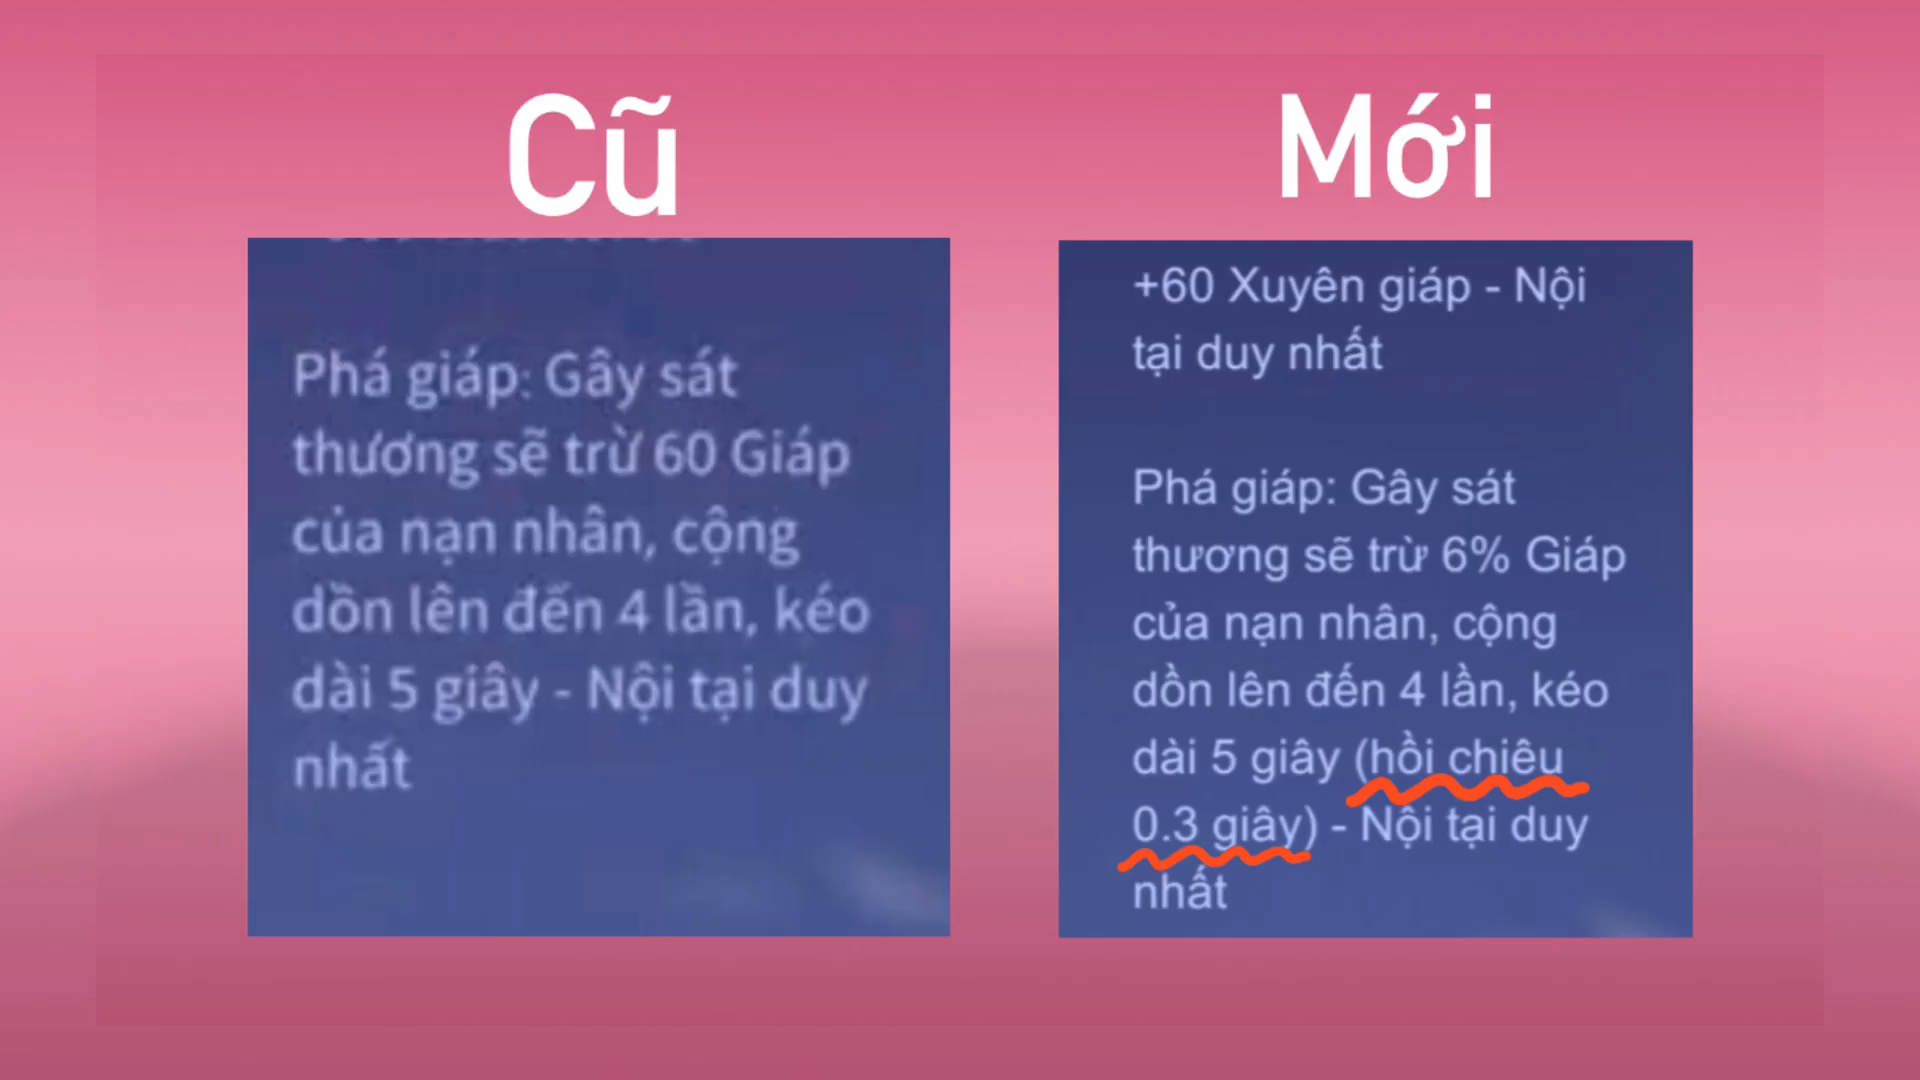 Cũ
Phá giáp: Gây sát
thương sẽ trừ 60 Giáp
của nạn nhân, cộng
dồn lên đến 4 lần, kéo
dài 5 giây - Nội tại duy
nhất
Mới
+60 Xuyên giáp - Nội
tại duy nhất
Phá giáp: Gây sát
thương sẽ trừ 6% Giáp
của nạn nhân, cộng
dồn lên đến 4 lần, kéo
dài 5 giây (hồi chiêu
0.3 giây) - Nội tại duy
nhất